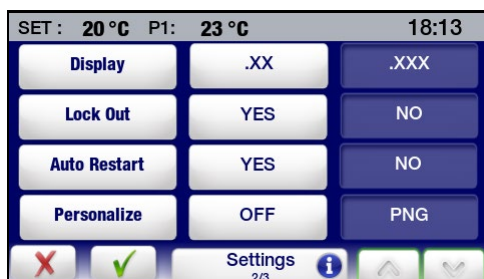 SET : 20 °C P1: 23 °C 18:13
Display .XX .XXX
Lock Out YES NO
Auto Restart YES NO
Personalize OFF PNG
Settings
2/3